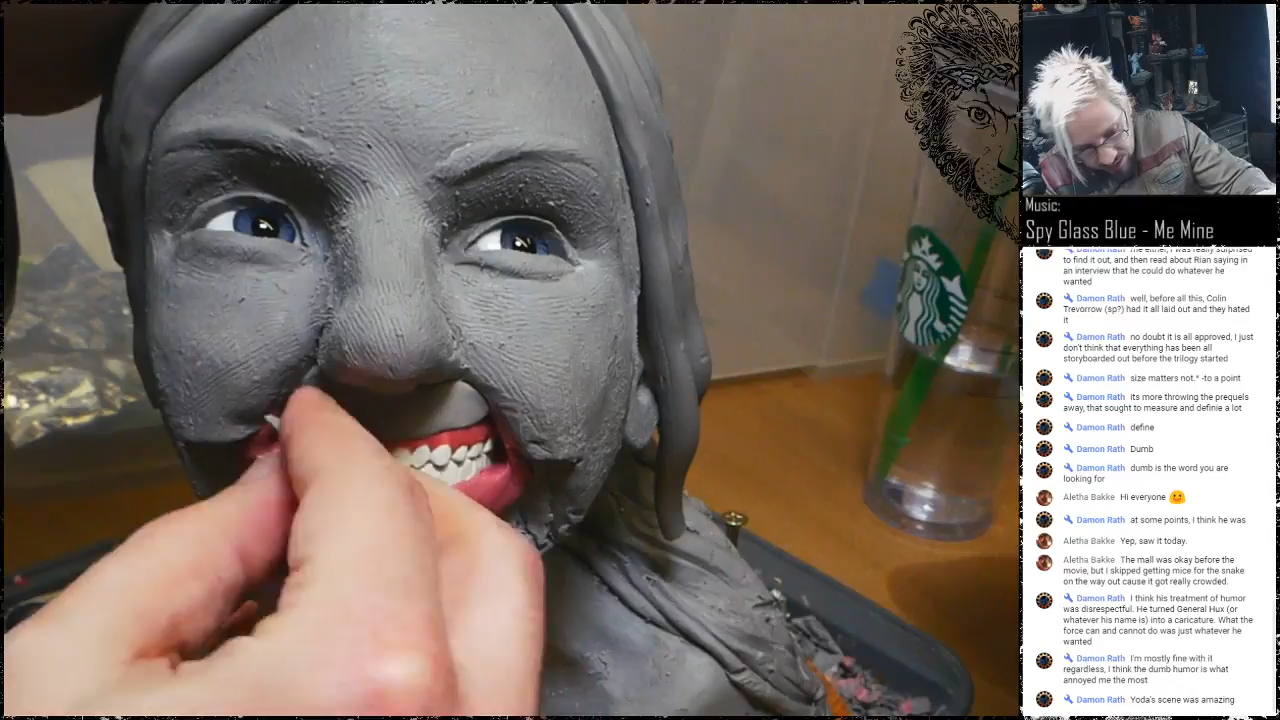 Music:
Spy Glass Blue - Me Mine
to find it out, and then read about Rian saying in
an interview that he could do whatever he
wanted
Damon Rath well, before all this, Colin
Trevorrow (sp?) had it all laid out and they hated
it
Damon Rath no doubt it is all approved, I just
don't think that everything has been all
storyboarded out before the trilogy started
Damon Rath size matters not.* -to a point
Damon Rath its more throwing the prequels
away, that sought to measure and definie a lot
Damon Rath define
Damon Rath Dumb
Damon Rath dumb is the word you are
looking for
Aletha Bakke Hi everyone
Damon Rath at some points, I think he was
Aletha Bakke Yep, saw it today.
Aletha Bakke The mall was okay before the
movie, but I skipped getting mice for the snake
on the way out cause it got really crowded.
Damon Rath I think his treatment of humor
was disrespectful. He turned General Hux (or
whatever his name is) into a caricature. What the
force can and cannot do was just whatever he
wanted
Damon Rath I'm mostly fine with it
regardless, I think the dumb humor is what
annoyed me the most
Damon Rath Yoda's scene was amazing